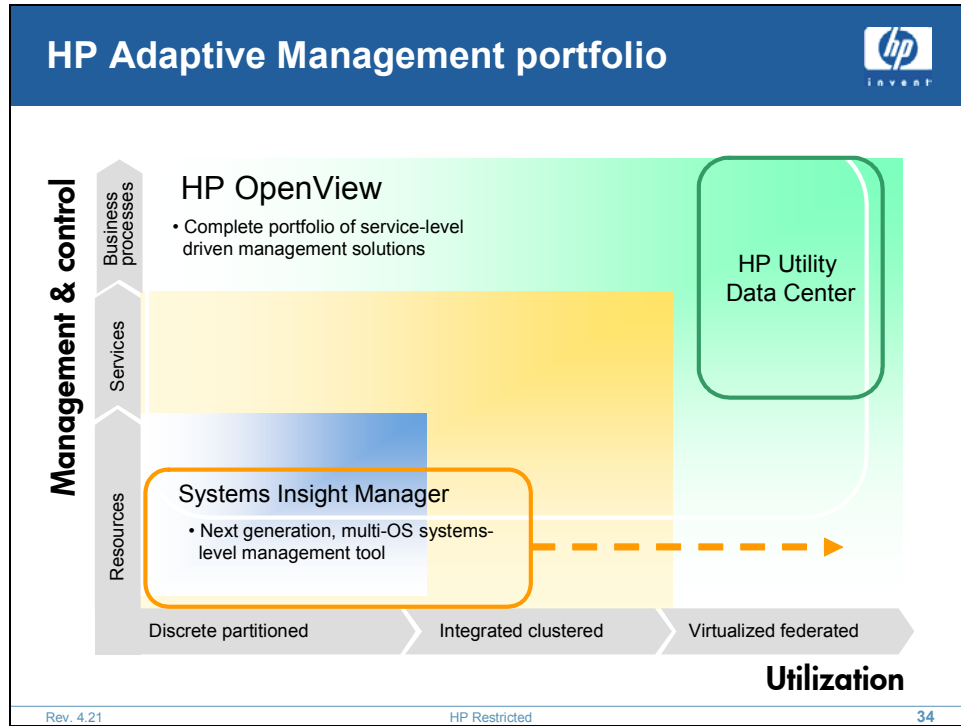 HP Adaptive Management portfolio
hp
invent
Management & control
Business
processes
Services
Resources
HP OpenView
• Complete portfolio of service-level
driven management solutions
HP Utility
Data Center
Systems Insight Manager
• Next generation, multi-OS systems-
level management tool
Discrete partitioned
Integrated clustered
Virtualized federated
Utilization
Rev. 4.21
HP Restricted
34